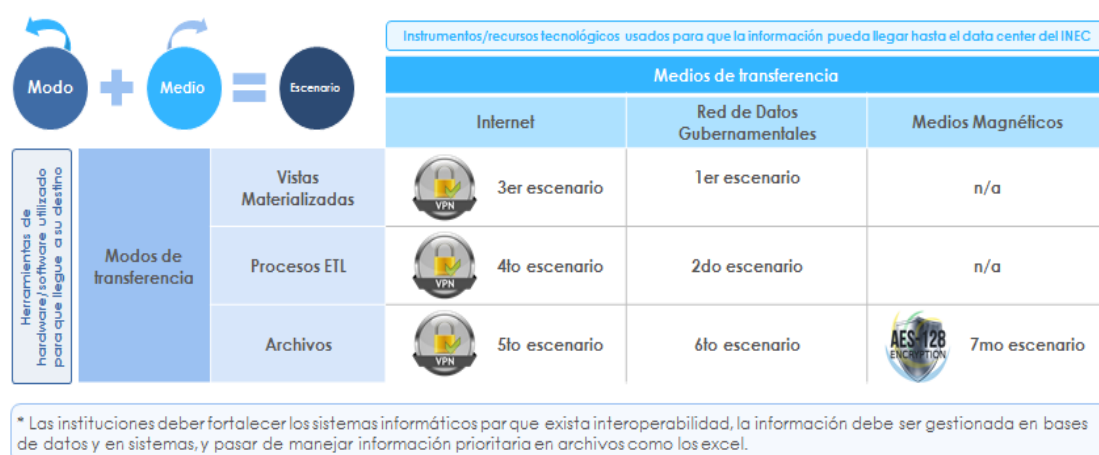 Instrumentos/recursos tecnológicos usados para que la información pueda llegar hasta el data center del INEC
Modo
Medio
Escenario
Medios de transferencia
Internet
Red de Datos
Gubernamentales
Medios Magnéticos
Herramientas de
hardware/software utilizado
para que llegue a su destino
Modos de
transferencia
Vistas
Materializadas
VPN
3er escenario
1er escenario
n/a
Procesos ETL
VPN
4to escenario
2do escenario
n/a
Archivos
VPN
5to escenario
6to escenario
AES-128
ENCRYPTION
7mo escenario
* Las instituciones deber fortalecer los sistemas informáticos par que exista interoperabilidad, la información debe ser gestionada en bases
de datos y en sistemas, y pasar de manejar información prioritaria en archivos como los excel.